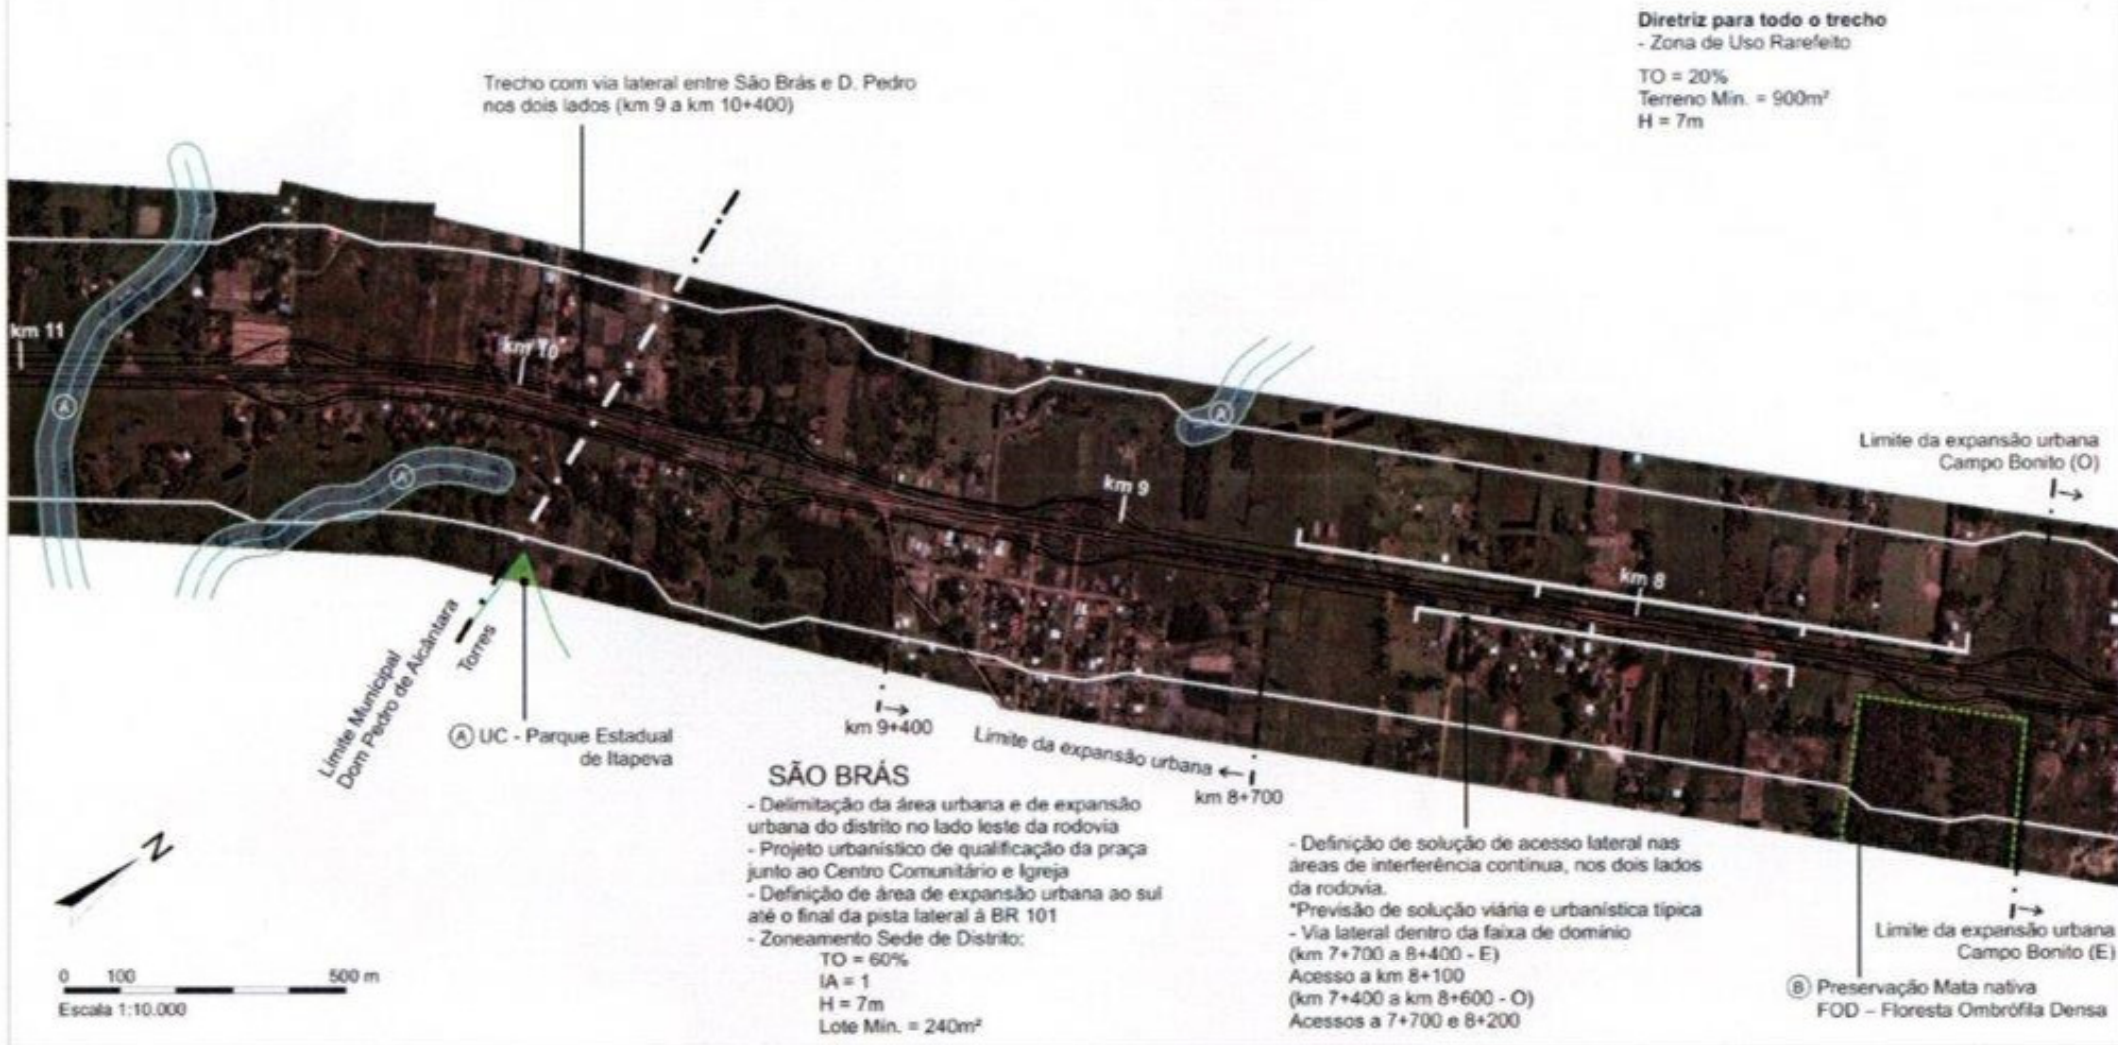 Diretriz para todo o trecho
- Zona de Uso Rarefeito
TO = 20%
Terreno Min. = 900m²
H = 7m
Trecho com via lateral entre São Brás e D. Pedro
nos dois lados (km 9 a km 10+400)
km 11
km 10
A
A
A
km 9
km 8
Limite da expansão urbana
Campo Bonito (O)
Limite Municipal
Dom Pedro de Alcântara
Torres
A UC - Parque Estadual
de Itapeva
km 9+400
Limite da expansão urbana
km 8+700
SÃO BRÁS
- Delimitação da área urbana e de expansão
urbana do distrito no lado leste da rodovia
- Projeto urbanístico de qualificação da praça
junto ao Centro Comunitário e Igreja
- Definição de área de expansão urbana ao sul
até o final da pista lateral à BR 101
- Zoneamento Sede de Distrito:
TO = 60%
IA = 1
H = 7m
Lote Min. = 240m²
- Definição de solução de acesso lateral nas
áreas de interferência contínua, nos dois lados
da rodovia.
*Previsão de solução viária e urbanística típica
- Via lateral dentro da faixa de domínio
(km 7+700 a 8+400 - E)
Acesso a km 8+100
(km 7+400 a km 8+600 - O)
Acessos a 7+700 e 8+200
Limite da expansão urbana
Campo Bonito (E)
B Preservação Mata nativa
FOD – Floresta Ombrófila Densa
N
0 100 500 m
Escala 1:10.000